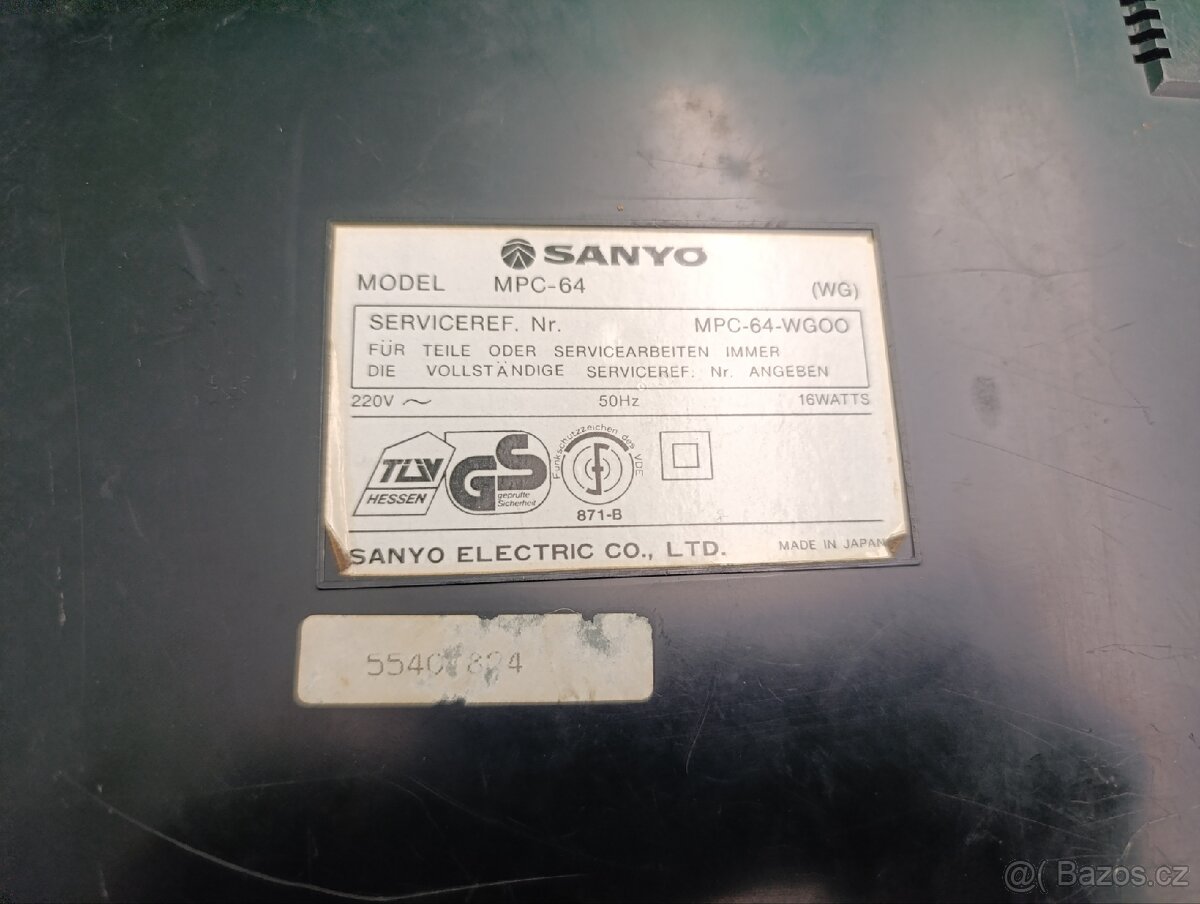 SANYO
MODEL MPC-64 (WG)
SERVICEREF. Nr. MPC-64-WGOO
FÜR TEILE ODER SERVICEARBEITEN IMMER
DIE VOLLSTÄNDIGE SERVICEREF. Nr. ANGEBEN
220V ~ 50Hz 16WATTS
TÜV
HESSEN
GS
geprüfte
Sicherheit
Funkschutzzeichen des VDE
871-B
SANYO ELECTRIC CO., LTD. MADE IN JAPAN
@( Bazos.cz